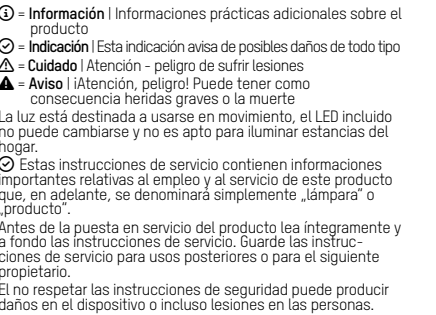 ⓘ = Información | Informaciones prácticas adicionales sobre el
producto
= Indicación | Esta indicación avisa de posibles daños de todo tipo
⚠ = Cuidado | Atención - peligro de sufrir lesiones
= Aviso | ¡Atención, peligro! Puede tener como
consecuencia heridas graves o la muerte
La luz está destinada a usarse en movimiento, el LED incluido
no puede cambiarse y no es apto para iluminar estancias del
hogar.
Estas instrucciones de servicio contienen informaciones
importantes relativas al empleo y al servicio de este producto
que, en adelante, se denominará simplemente „lámpara" o
„producto".
Antes de la puesta en servicio del producto lea íntegramente y
a fondo las instrucciones de servicio. Guarde las instruc-
ciones de servicio para usos posteriores o para el siguiente
propietario.
El no respetar las instrucciones de seguridad puede producir
daños en el dispositivo o incluso lesiones en las personas.